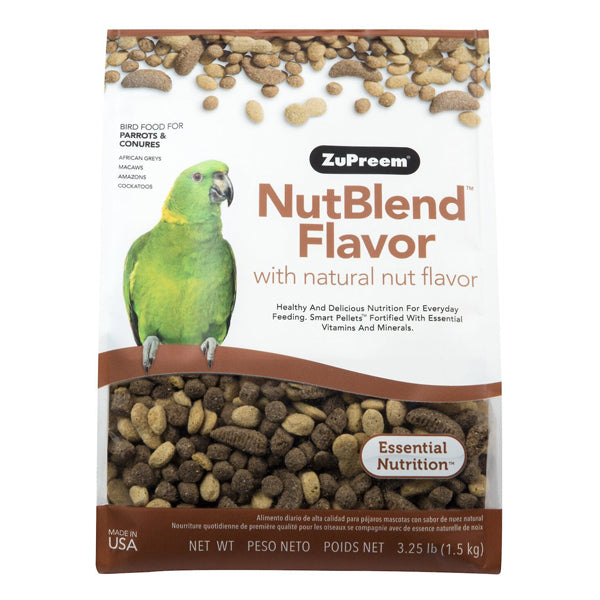 BIRD FOOD FOR
PARROTS &
CONURES
AFRICAN GREYS
MACAWS
AMAZONS
COCKATOOS
ZuPreem®
NutBlend™
Flavor
with natural nut flavor
Healthy And Delicious Nutrition For Everyday
Feeding. Smart Pellets™ Fortified With Essential
Vitamins And Minerals.
Essential
Nutrition™
MADE IN
USA
Alimento diario de alta calidad para pájaros mascotas con sabor de nuez natural
Nourriture quotidienne de première qualité pour les oiseaux se compagnie avec de essence naturelle de noix
NET WT PESO NETO POIDS NET 3.25 lb (1.5 kg)